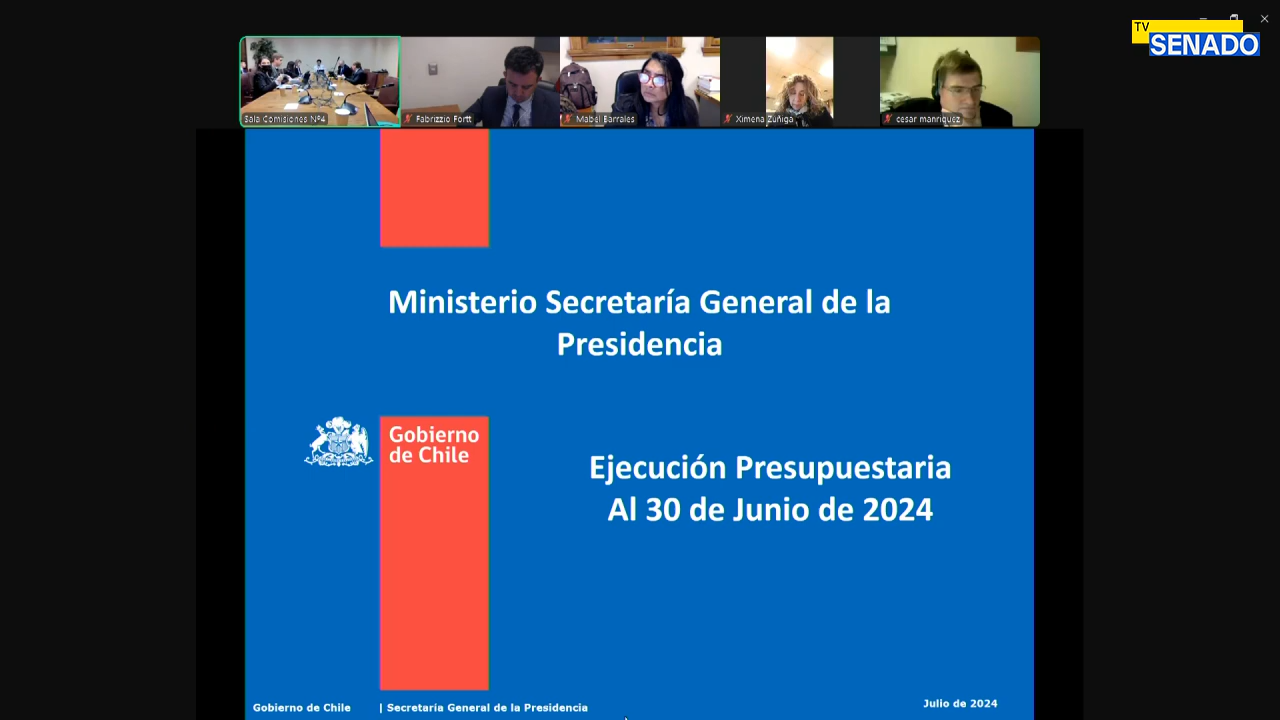 TV
SENADO
Sala Comisiones Nº4
Fabrizzio Fortt
Mabel Barrales
Ximena Zúñiga
cesar manriquez
Ministerio Secretaría General de la
Presidencia
Gobierno
de Chile
Ejecución Presupuestaria
Al 30 de Junio de 2024
Gobierno de Chile | Secretaría General de la Presidencia
Julio de 2024